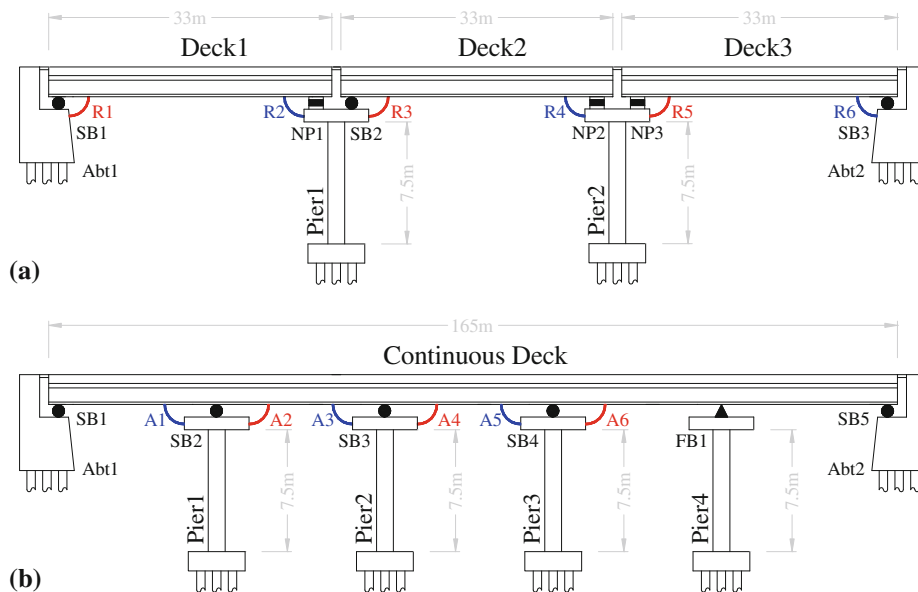 33m 33m 33m
Deck1 Deck2 Deck3
R1 R2 R3 R4 R5 R6
SB1 NP1 SB2 NP2 NP3 SB3
Abt1 Abt2
Pier1 7.5m Pier2 7.5m
(a)
165m
Continuous Deck
SB1 A1 A2 A3 A4 A5 A6 SB5
SB2 SB3 SB4 FB1
Abt1 Abt2
Pier1 7.5m Pier2 7.5m Pier3 7.5m Pier4 7.5m
(b)